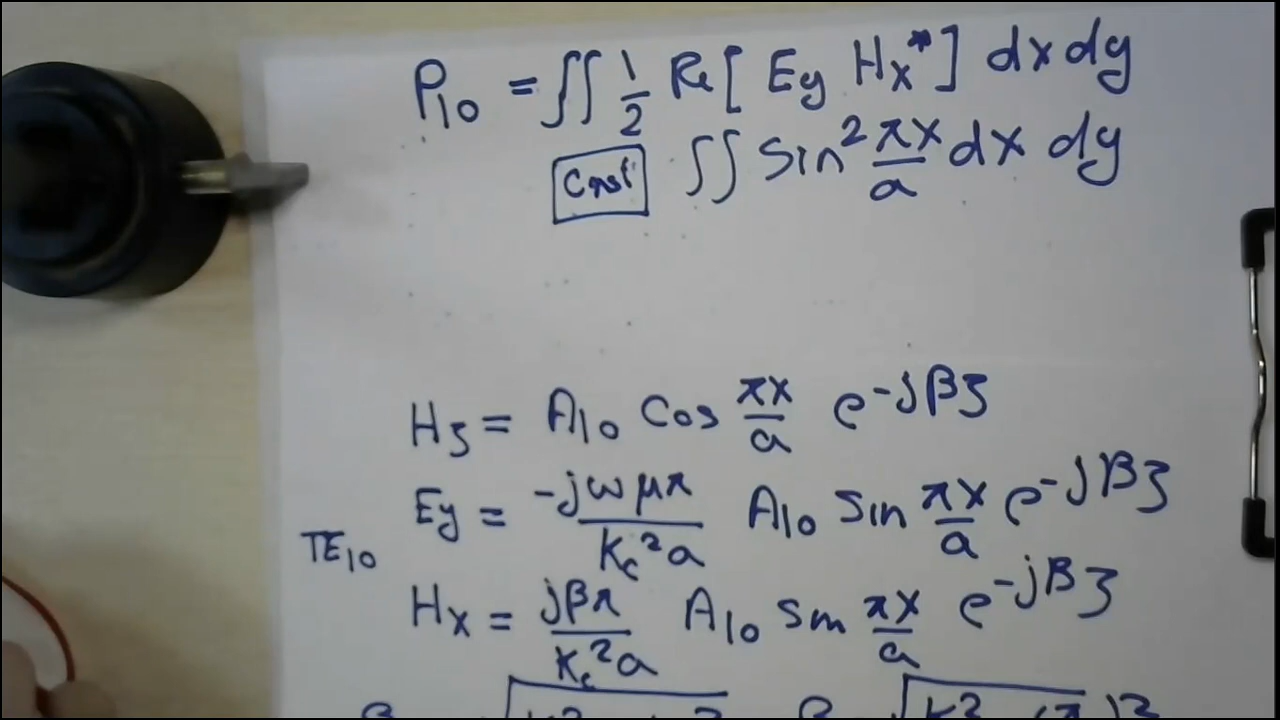 P₁₀ = ∫∫ 1/2 Re[ Ey Hx* ] dx dy
Const ∫∫ Sin² πx/a dx dy
Hz = A₁₀ Cos πx/a e^-jβz
Ey = -jωμπ/Kc²a A₁₀ Sin πx/a e^-jβz
TE₁₀
Hx = jβπ/Kc²a A₁₀ Sin πx/a e^-jβz